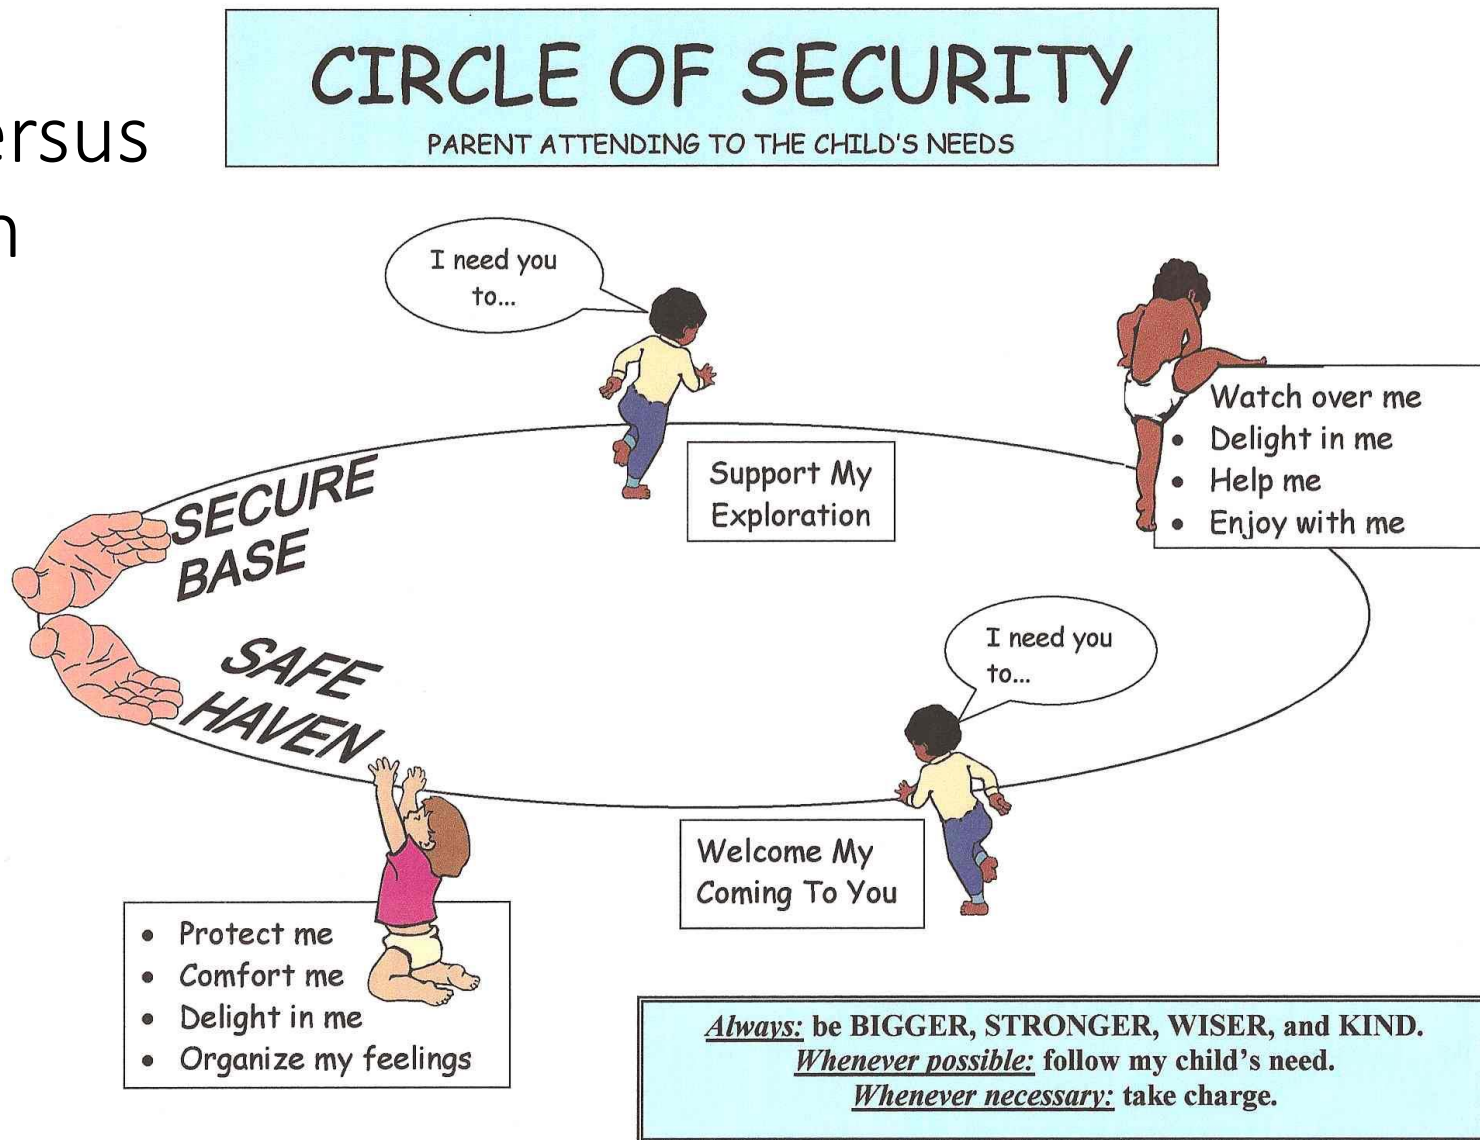 CIRCLE OF SECURITY
PARENT ATTENDING TO THE CHILD'S NEEDS
ersus
n
I need you
to...
Watch over me
• Delight in me
• Help me
• Enjoy with me
Support My
Exploration
SECURE
BASE
SAFE
HAVEN
I need you
to...
Welcome My
Coming To You
• Protect me
• Comfort me
• Delight in me
• Organize my feelings
Always: be BIGGER, STRONGER, WISER, and KIND.
Whenever possible: follow my child's need.
Whenever necessary: take charge.